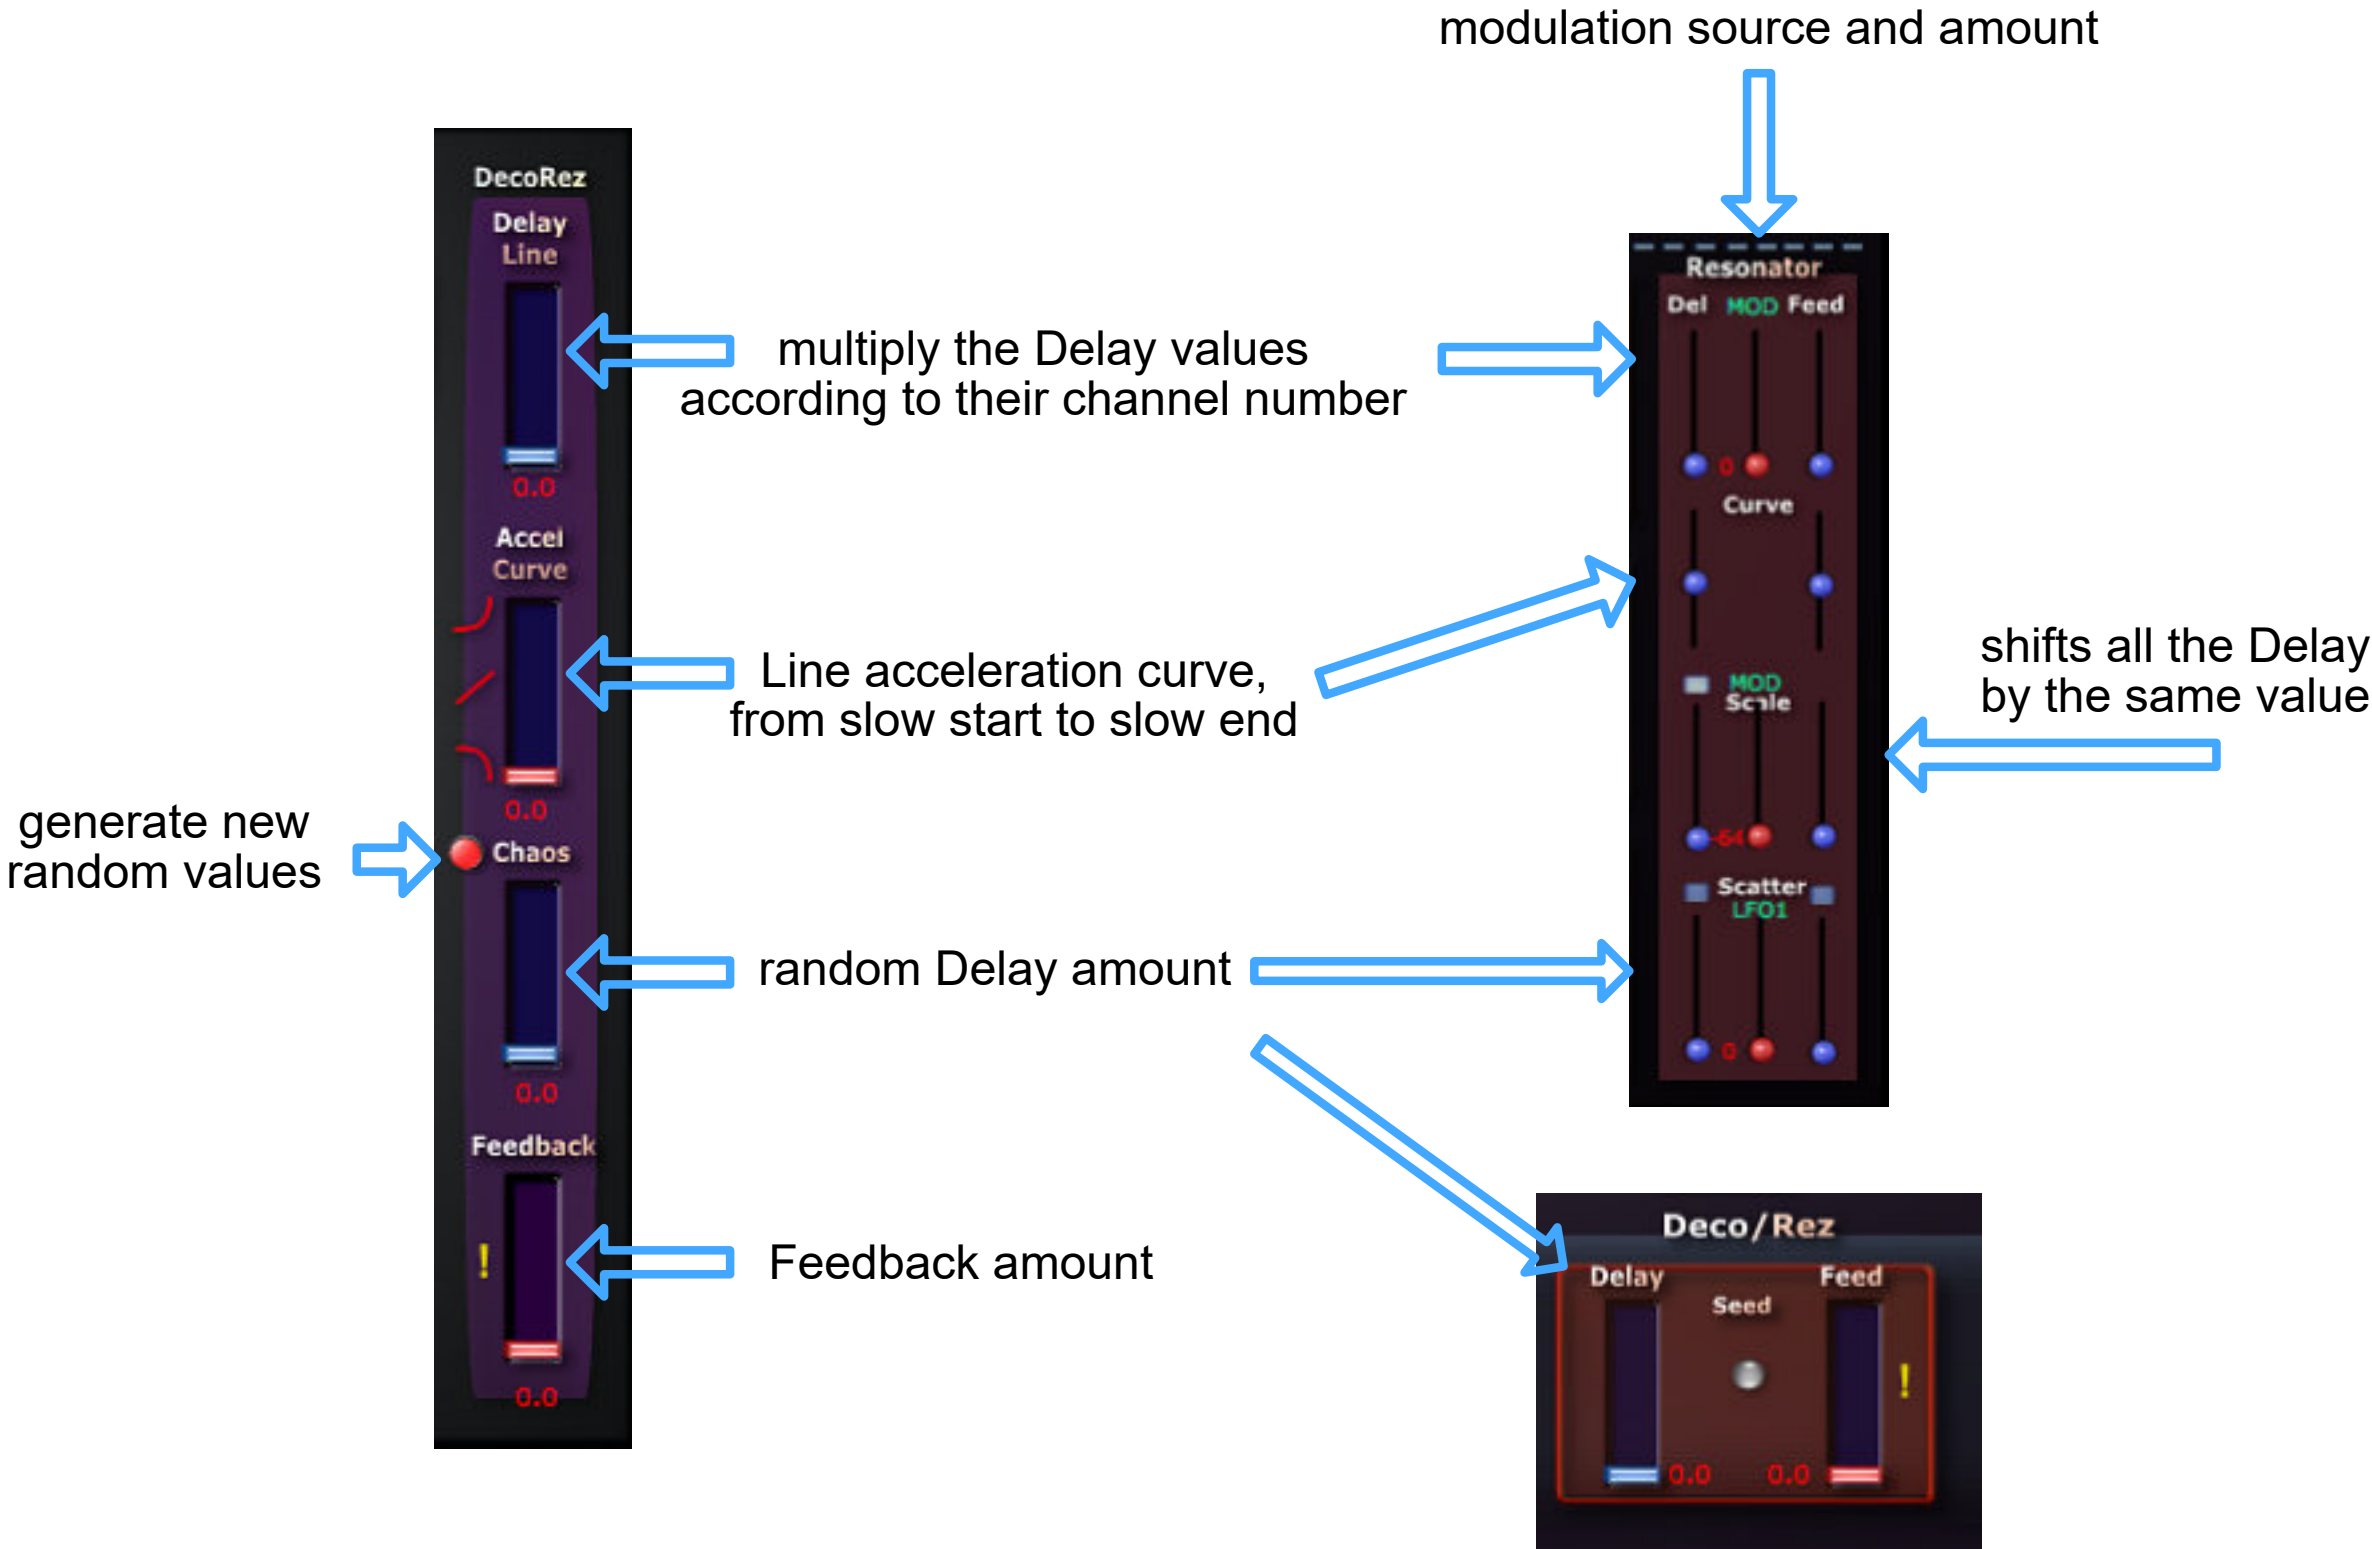 modulation source and amount
DecoRez
Delay
Line
0.0
Accel
Curve
0.0
Chaos
0.0
Feedback
!
0.0
generate new
random values
multiply the Delay values
according to their channel number
Line acceleration curve,
from slow start to slow end
random Delay amount
Feedback amount
Resonator
Del MOD Feed
0
Curve
MOD
Scale
-64
Scatter
LFO1
0
shifts all the Delay
by the same value
Deco/Rez
Delay Feed
Seed
!
0.0 0.0